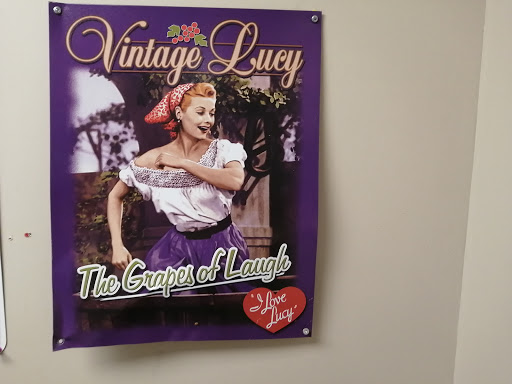 Vintage Lucy
The Grapes of Laugh
"I Love
Lucy"